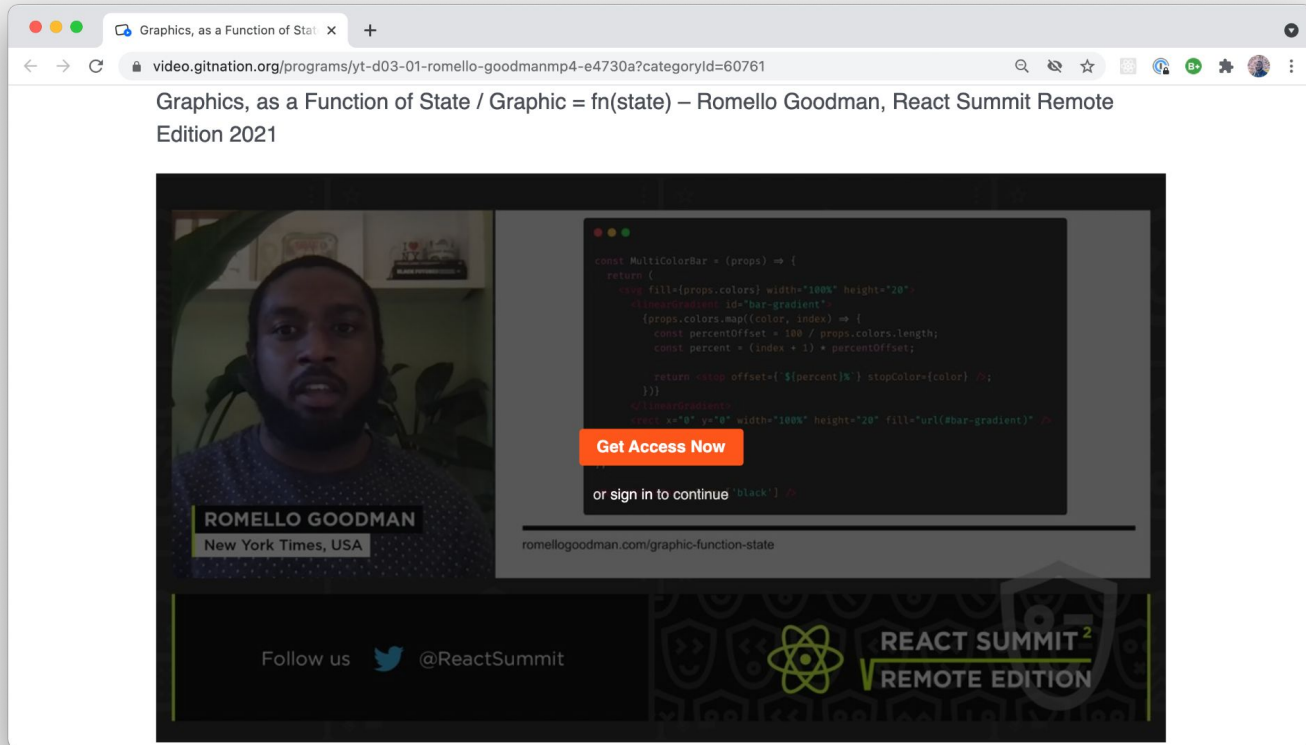 Graphics, as a Function of Stat
video.gitnation.org/programs/yt-d03-01-romello-goodmanmp4-e4730a?categoryId=60761
Graphics, as a Function of State / Graphic = fn(state) – Romello Goodman, React Summit Remote
Edition 2021
const MultiColorBar = (props) => {
return (
<svg fill={props.colors} width="100%" height="20">
<linearGradient id="bar-gradient">
{props.colors.map((color, index) => {
const percentOffset = 100 / props.colors.length;
const percent = (index + 1) * percentOffset;
return <stop offset={`${percent}%`} stopColor={color} />;
})}
</linearGradient>
<rect x="0" y="0" width="100%" height="20" fill="url(#bar-gradient)" />
Get Access Now
or sign in to continue
'black'] />
ROMELLO GOODMAN
New York Times, USA
romellogoodman.com/graphic-function-state
Follow us @ReactSummit
REACT SUMMIT 2
REMOTE EDITION